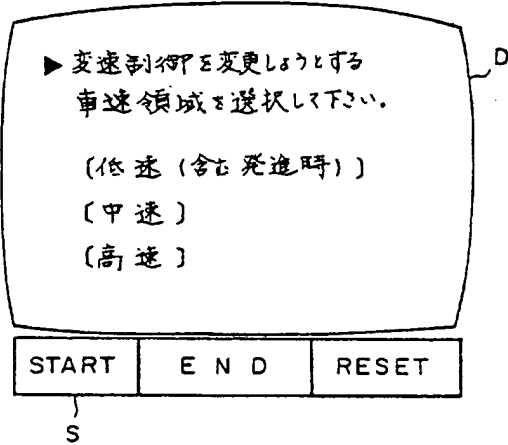 ▶変速制御を変更しようとする D
車速領域を選択して下さい。
〔低速(含む発進時)〕
〔中速〕
〔高速〕
START END RESET
S